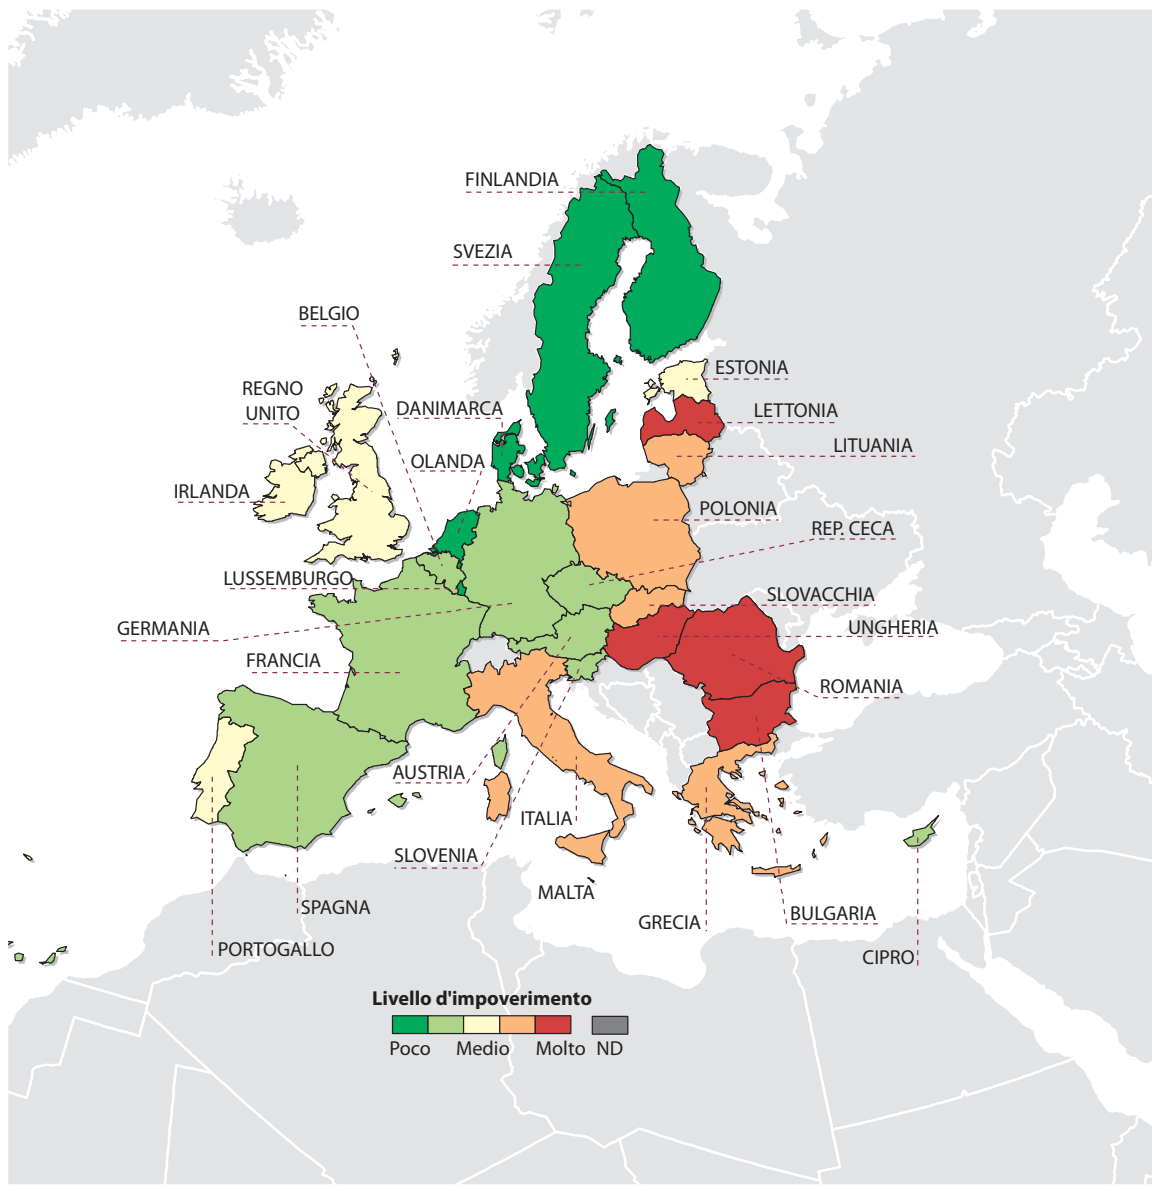 FINLANDIA
SVEZIA
BELGIO
ESTONIA
REGNO
UNITO
DANIMARCA
LETTONIA
LITUANIA
OLANDA
IRLANDA
POLONIA
REP. CECA
LUSSEMBURGO
SLOVACCHIA
GERMANIA
UNGHERIA
FRANCIA
ROMANIA
AUSTRIA
ITALIA
SLOVENIA
MALTA
SPAGNA
BULGARIA
GRECIA
PORTOGALLO
CIPRO
Livello d'impoverimento
Poco Medio Molto ND